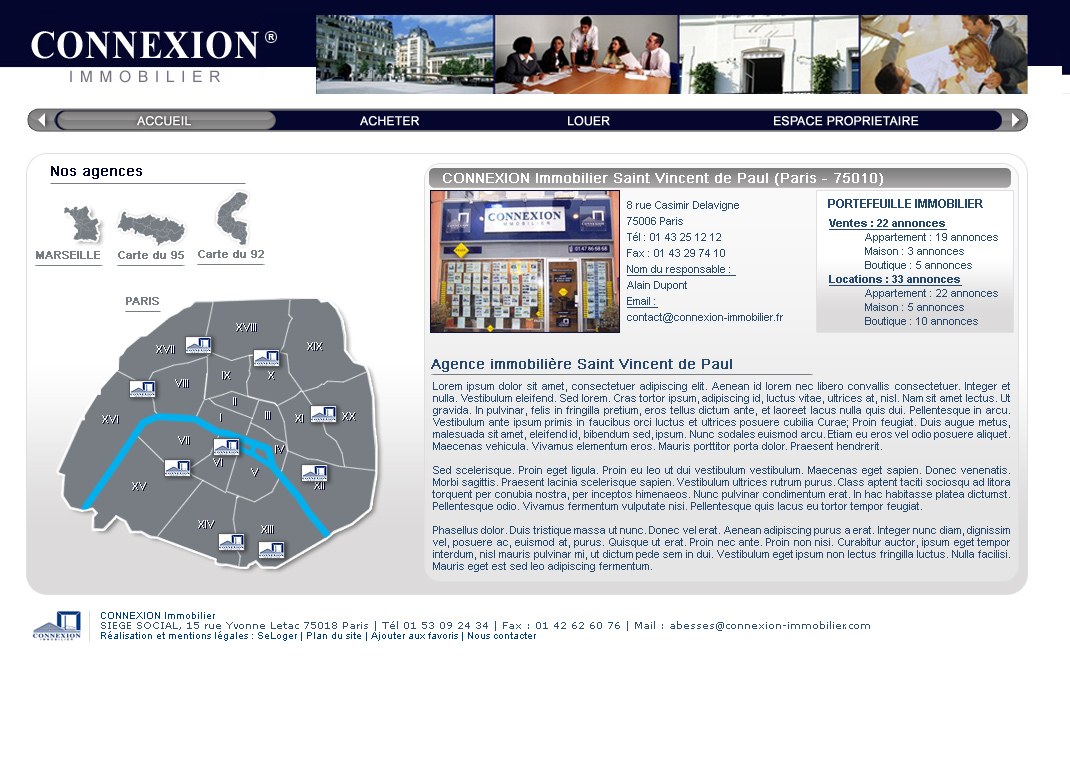 CONNEXION ®
IMMOBILIER
ACCUEIL ACHETER LOUER ESPACE PROPRIETAIRE
Nos agences
MARSEILLE Carte du 95 Carte du 92
PARIS
XVIII
XIX
XVII
IX
X
VIII
II
III
XI
XX
XVI
I
VII
IV
VI
V
XV
XII
XIV
XIII
CONNEXION Immobilier Saint Vincent de Paul (Paris - 75010)
CONNEXION
IMMOBILIER
01 47 86 68 68
8 rue Casimir Delavigne
75006 Paris
Tél : 01 43 25 12 12
Fax : 01 43 29 74 10
Nom du responsable :
Alain Dupont
Email :
contact@connexion-immobilier.fr
PORTEFEUILLE IMMOBILIER
Ventes : 22 annonces
Appartement : 19 annonces
Maison : 3 annonces
Boutique : 5 annonces
Locations : 33 annonces
Appartement : 22 annonces
Maison : 5 annonces
Boutique : 10 annonces
Agence immobilière Saint Vincent de Paul
Lorem ipsum dolor sit amet, consectetuer adipiscing elit. Aenean id lorem nec libero convallis consectetuer. Integer et
nulla. Vestibulum eleifend. Sed lorem. Cras tortor ipsum, adipiscing id, luctus vitae, ultrices at, nisl. Nam sit amet lectus. Ut
gravida. In pulvinar, felis in fringilla pretium, eros tellus dictum ante, et laoreet lacus nulla quis dui. Pellentesque in arcu.
Vestibulum ante ipsum primis in faucibus orci luctus et ultrices posuere cubilia Curae; Proin feugiat. Duis augue metus,
malesuada sit amet, eleifend id, bibendum sed, ipsum. Nunc sodales euismod arcu. Etiam eu eros vel odio posuere aliquet.
Maecenas vehicula. Vivamus elementum eros. Mauris porttitor porta dolor. Praesent hendrerit.
Sed scelerisque. Proin eget ligula. Proin eu leo ut dui vestibulum vestibulum. Maecenas eget sapien. Donec venenatis.
Morbi sagittis. Praesent lacinia scelerisque sapien. Vestibulum ultrices rutrum purus. Class aptent taciti sociosqu ad litora
torquent per conubia nostra, per inceptos himenaeos. Nunc pulvinar condimentum erat. In hac habitasse platea dictumst.
Pellentesque odio. Vivamus fermentum vulputate nisi. Pellentesque quis lacus eu tortor tempor feugiat.
Phasellus dolor. Duis tristique massa ut nunc. Donec vel erat. Aenean adipiscing purus a erat. Integer nunc diam, dignissim
vel, posuere ac, euismod at, purus. Quisque ut erat. Proin nec ante. Proin non nisi. Curabitur auctor, ipsum eget tempor
interdum, nisl mauris pulvinar mi, ut dictum pede sem in dui. Vestibulum eget ipsum non lectus fringilla luctus. Nulla facilisi.
Mauris eget est sed leo adipiscing fermentum.
CONNEXION
IMMOBILIER
CONNEXION Immobilier
SIEGE SOCIAL, 15 rue Yvonne Letac 75018 Paris | Tél 01 53 09 24 34 | Fax : 01 42 62 60 76 | Mail : abesses@connexion-immobilier.com
Réalisation et mentions légales : SeLoger | Plan du site | Ajouter aux favoris | Nous contacter